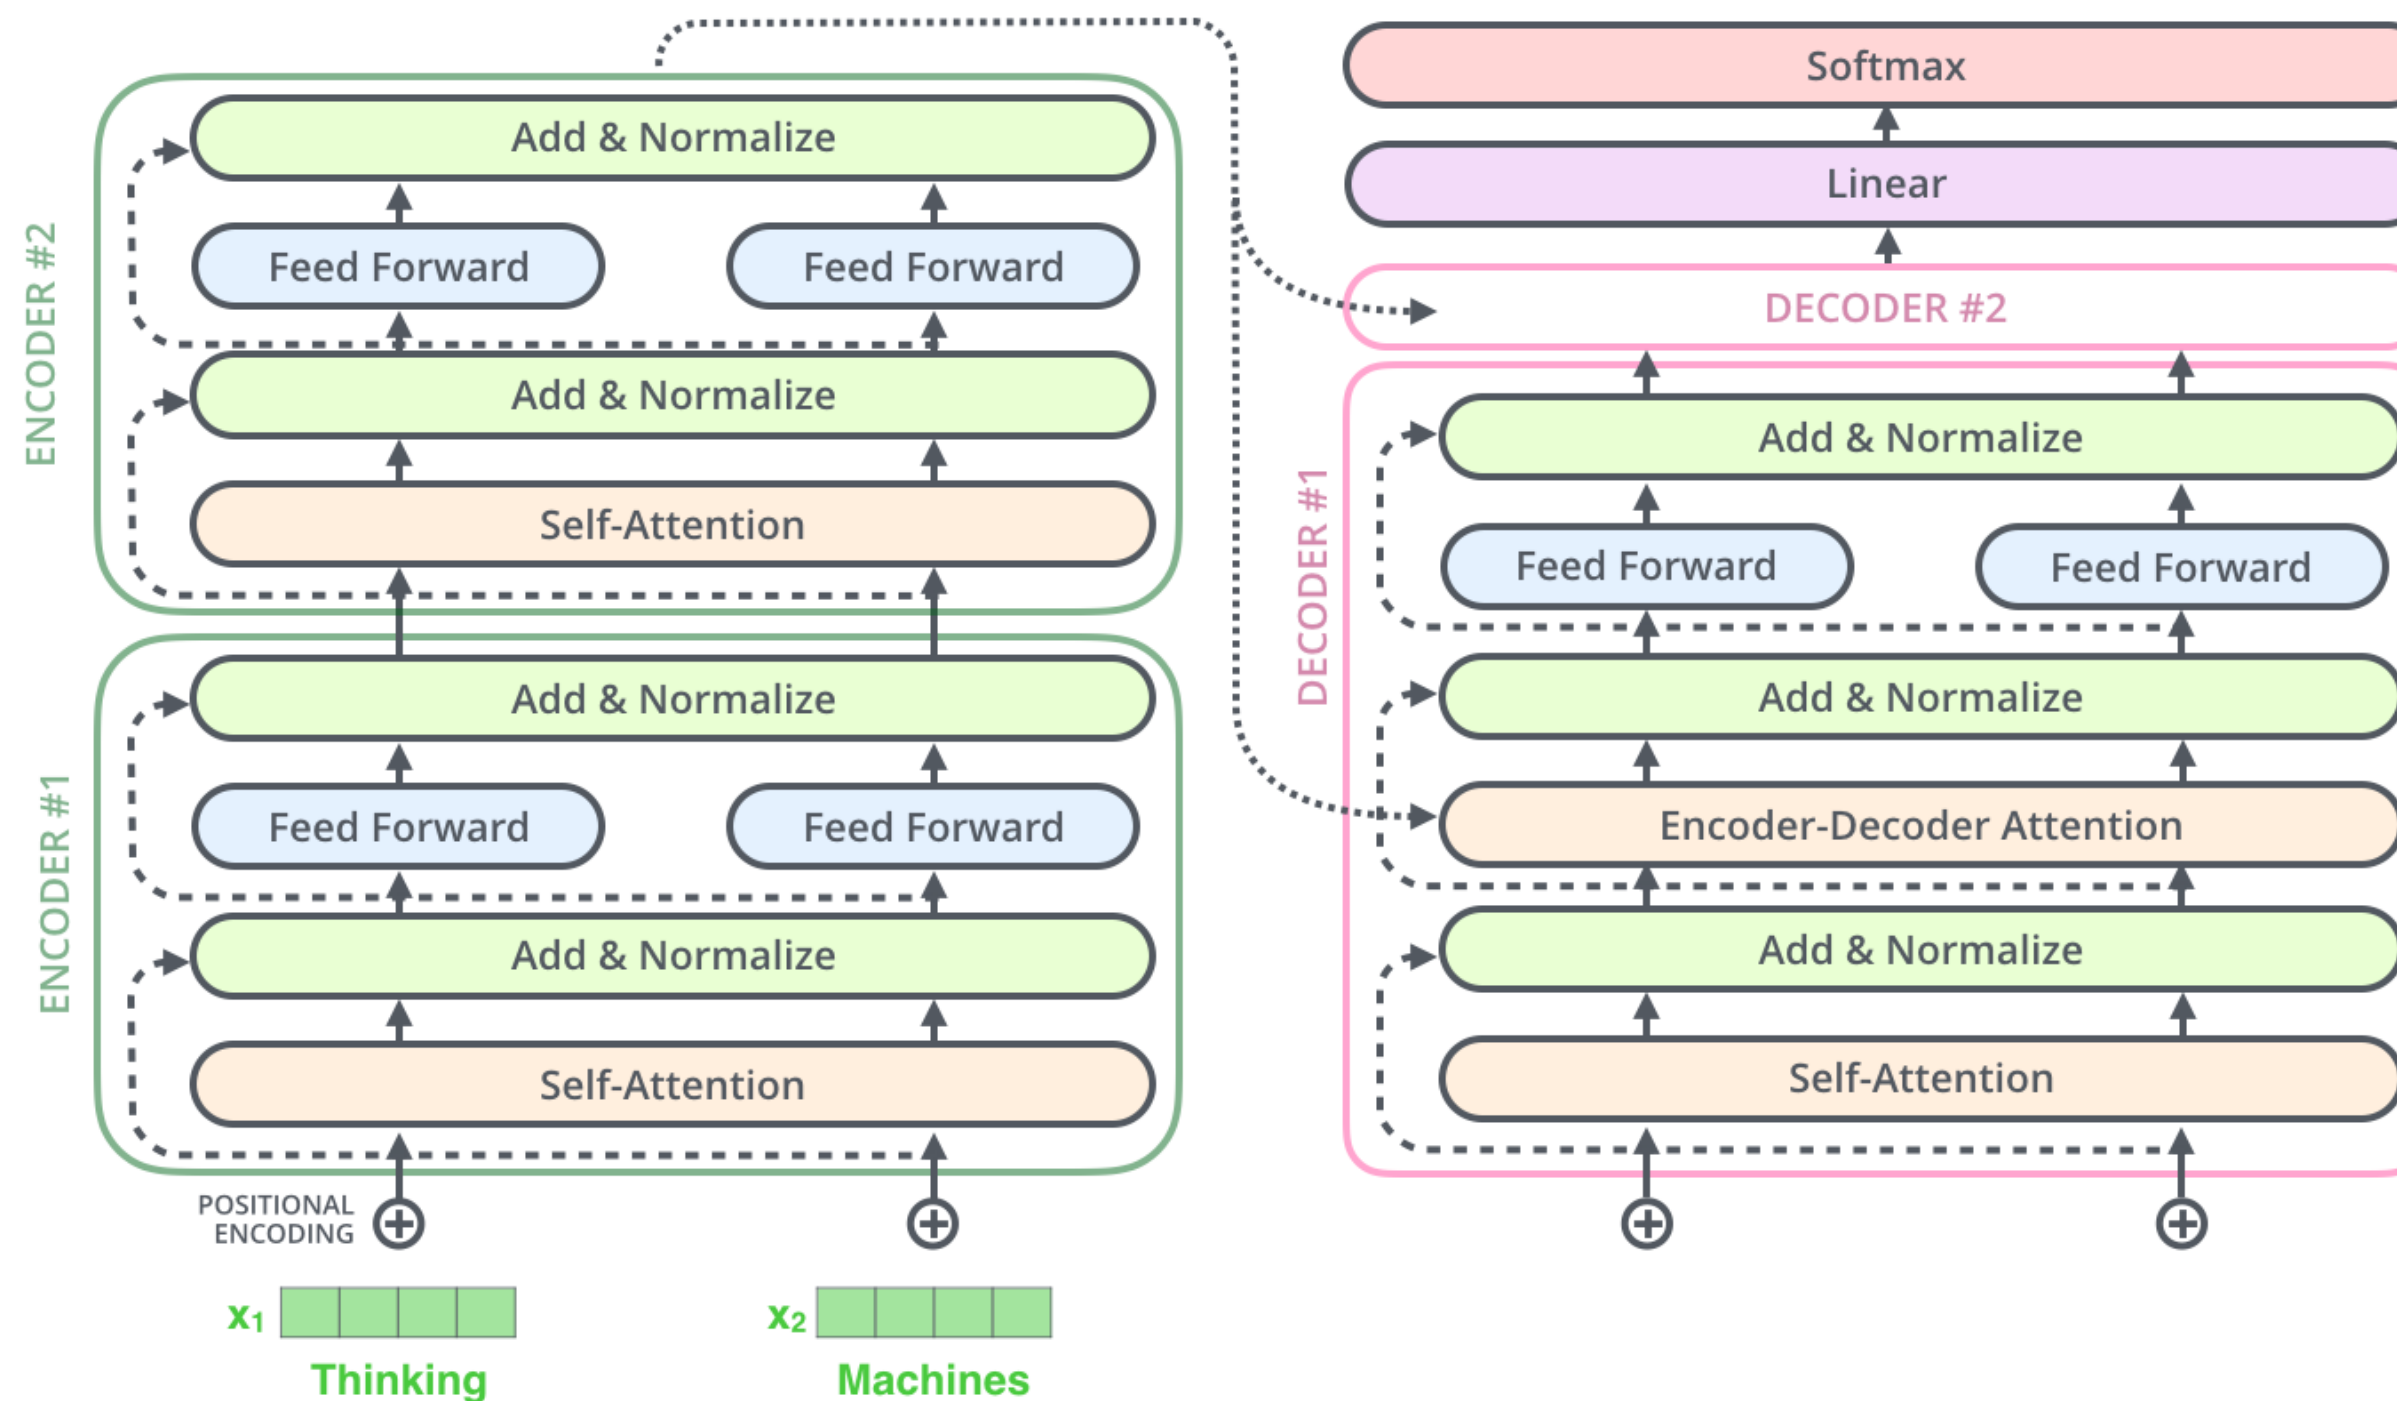 ENCODER #2
Add & Normalize
Feed Forward
Feed Forward
Add & Normalize
Self-Attention
ENCODER #1
Add & Normalize
Feed Forward
Feed Forward
Add & Normalize
Self-Attention
POSITIONAL
ENCODING
x₁
x₂
Thinking
Machines
Softmax
Linear
DECODER #2
DECODER #1
Add & Normalize
Feed Forward
Feed Forward
Add & Normalize
Encoder-Decoder Attention
Add & Normalize
Self-Attention